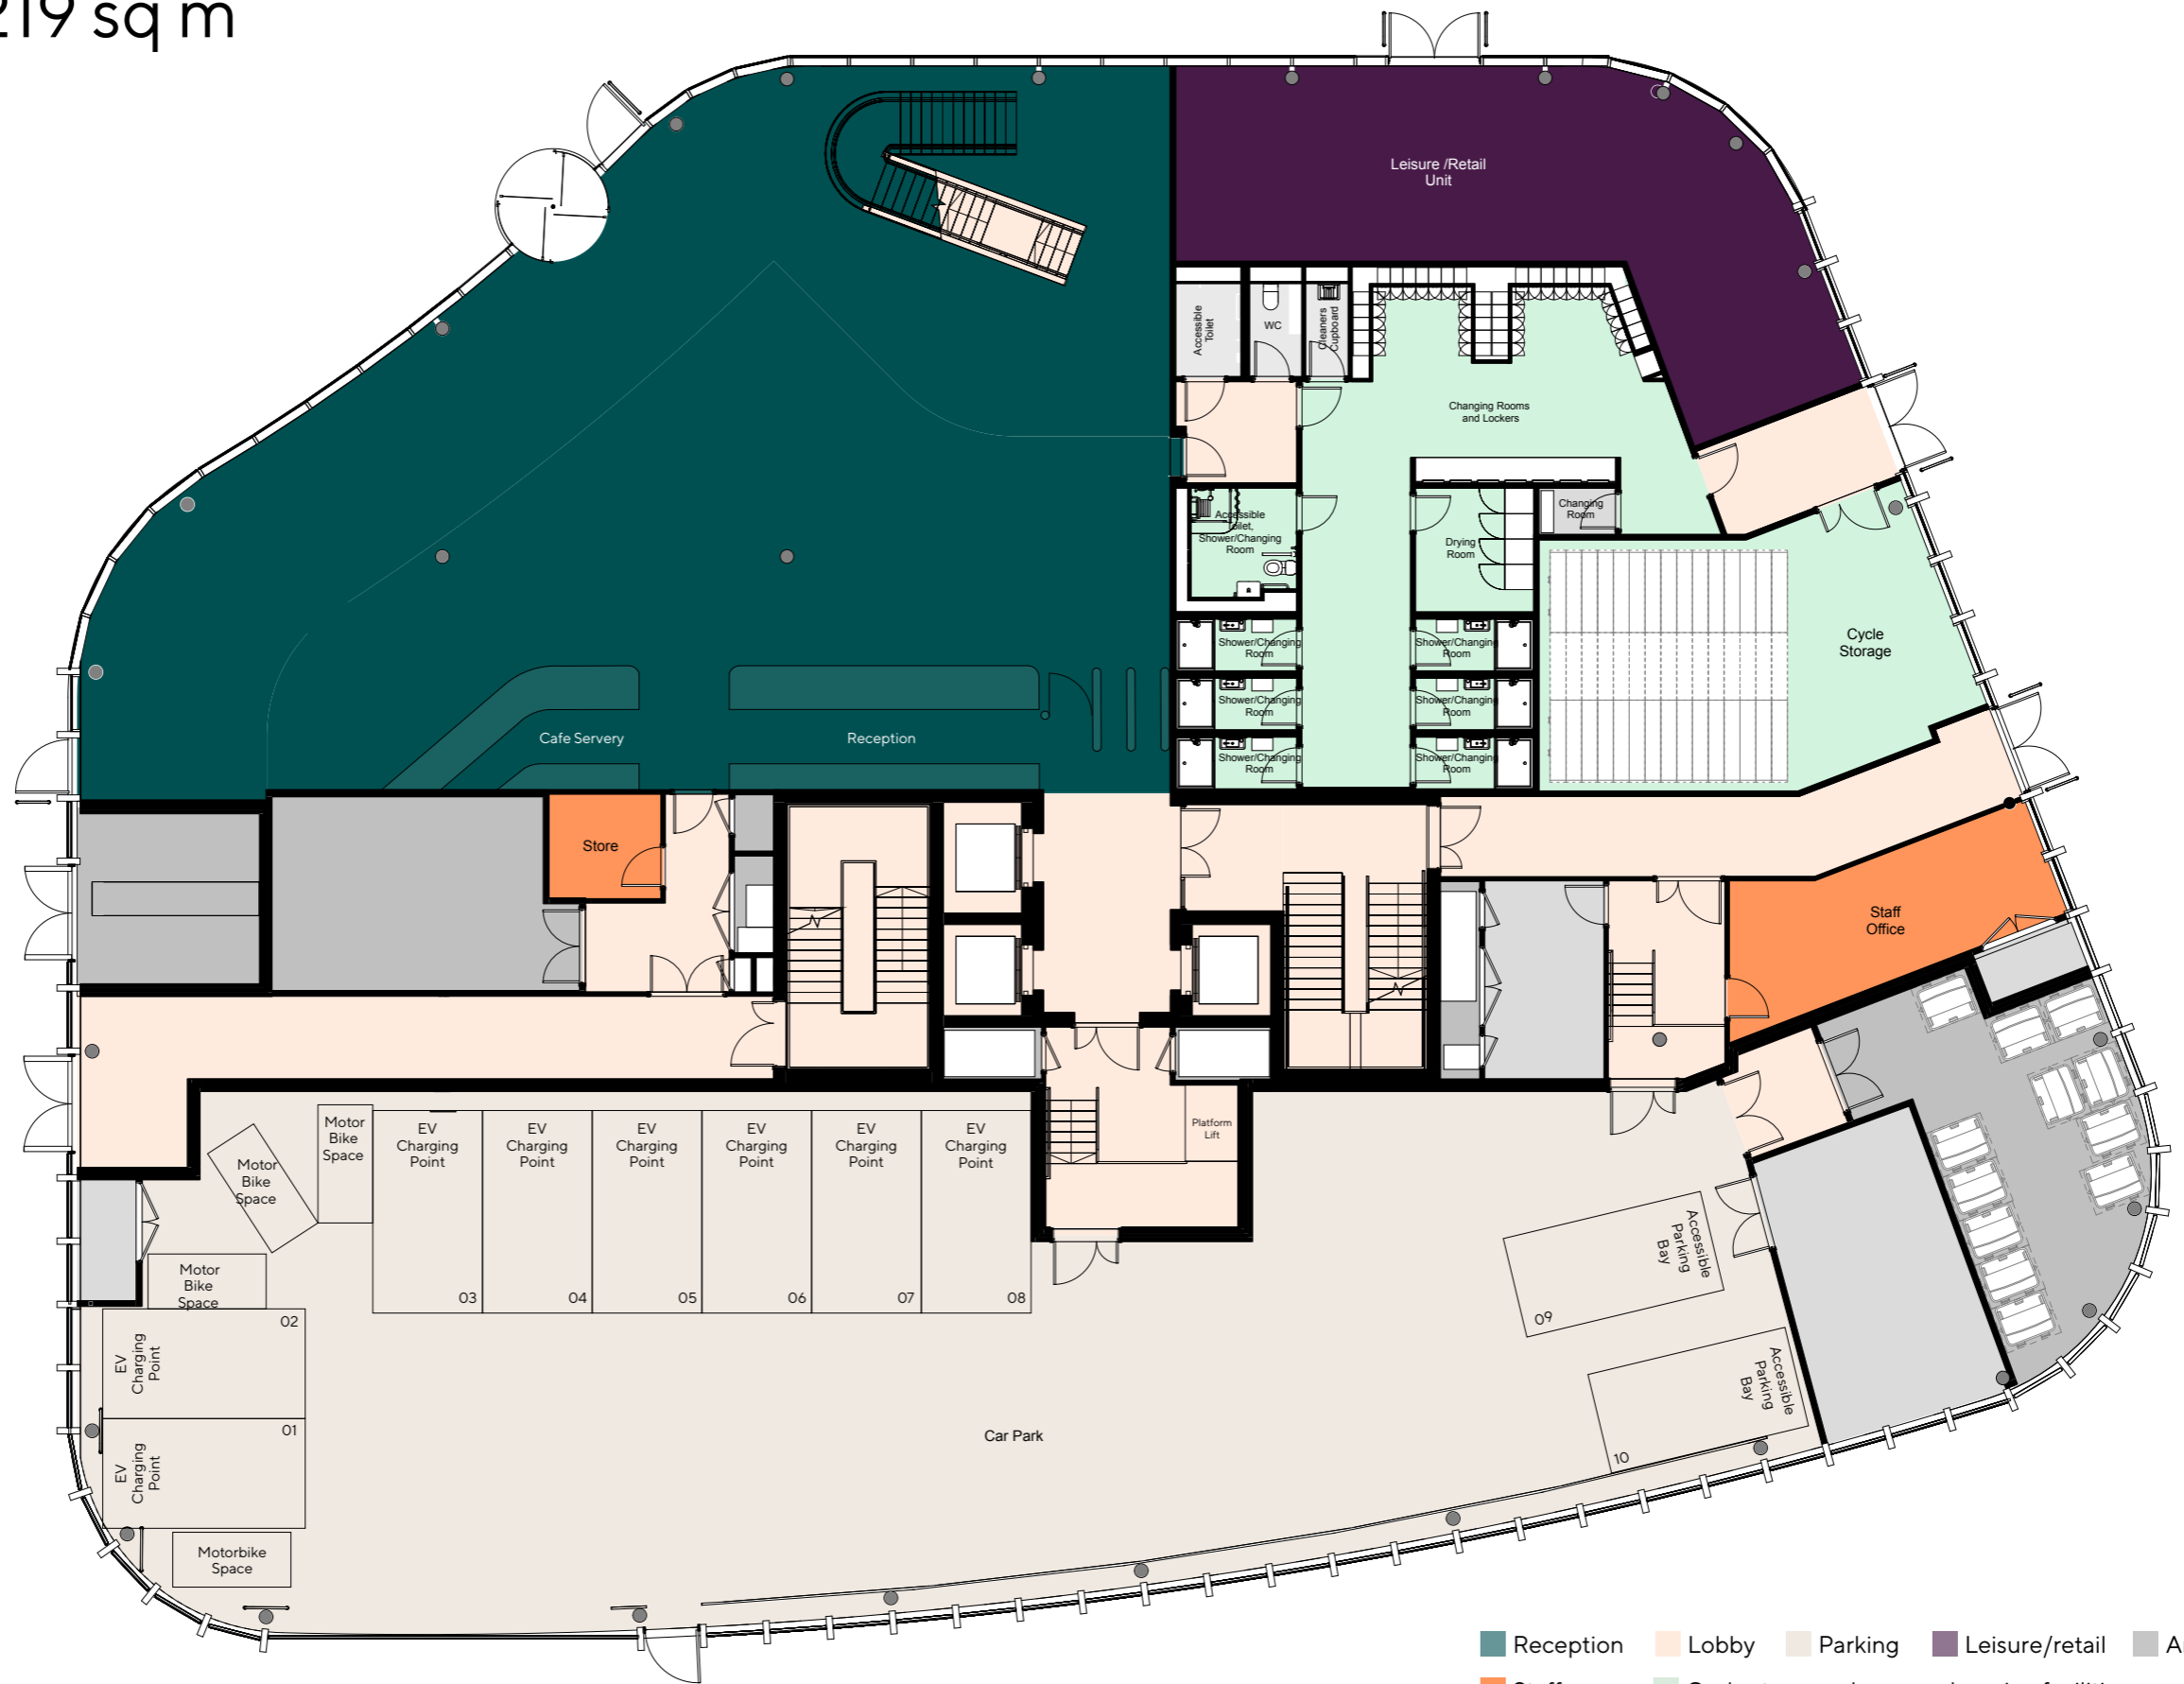 219 sq m
Leisure /Retail
Unit
Accessible
Toilet
WC
Cleaners
Cupboard
Changing Rooms
and Lockers
Accessible
Toilet,
Shower/Changing
Room
Drying
Room
Changing
Room
Shower/Changing
Room
Shower/Changing
Room
Shower/Changing
Room
Shower/Changing
Room
Shower/Changing
Room
Shower/Changing
Room
Cycle
Storage
Cafe Servery
Reception
Store
Staff
Office
Platform
Lift
Motor
Bike
Space
Motor
Bike
Space
Motor
Bike
Space
EV
Charging
Point
03
EV
Charging
Point
04
EV
Charging
Point
05
EV
Charging
Point
06
EV
Charging
Point
07
EV
Charging
Point
08
Accessible
Parking
Bay
09
Accessible
Parking
Bay
10
EV
Charging
Point
02
EV
Charging
Point
01
Car Park
Motorbike
Space
Reception
Lobby
Parking
Leisure/retail